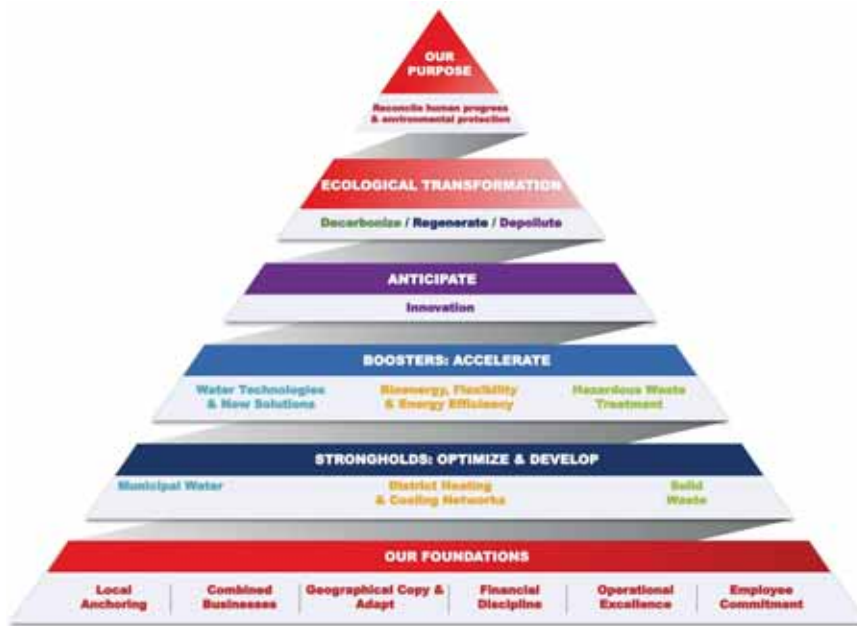 OUR
PURPOSE
Reconcile human progress
& environmental protection
ECOLOGICAL TRANSFORMATION
Decarbonize / Regenerate / Depollute
ANTICIPATE
Innovation
BOOSTERS: ACCELERATE
Water Technologies
& New Solutions
Bioenergy, Flexibility
& Energy Efficiency
Hazardous Waste
Treatment
STRONGHOLDS: OPTIMIZE & DEVELOP
Municipal Water
District Heating
& Cooling Networks
Solid
Waste
OUR FOUNDATIONS
Local
Anchoring
Combined
Businesses
Geographical Copy &
Adapt
Financial
Discipline
Operational
Excellence
Employee
Commitment